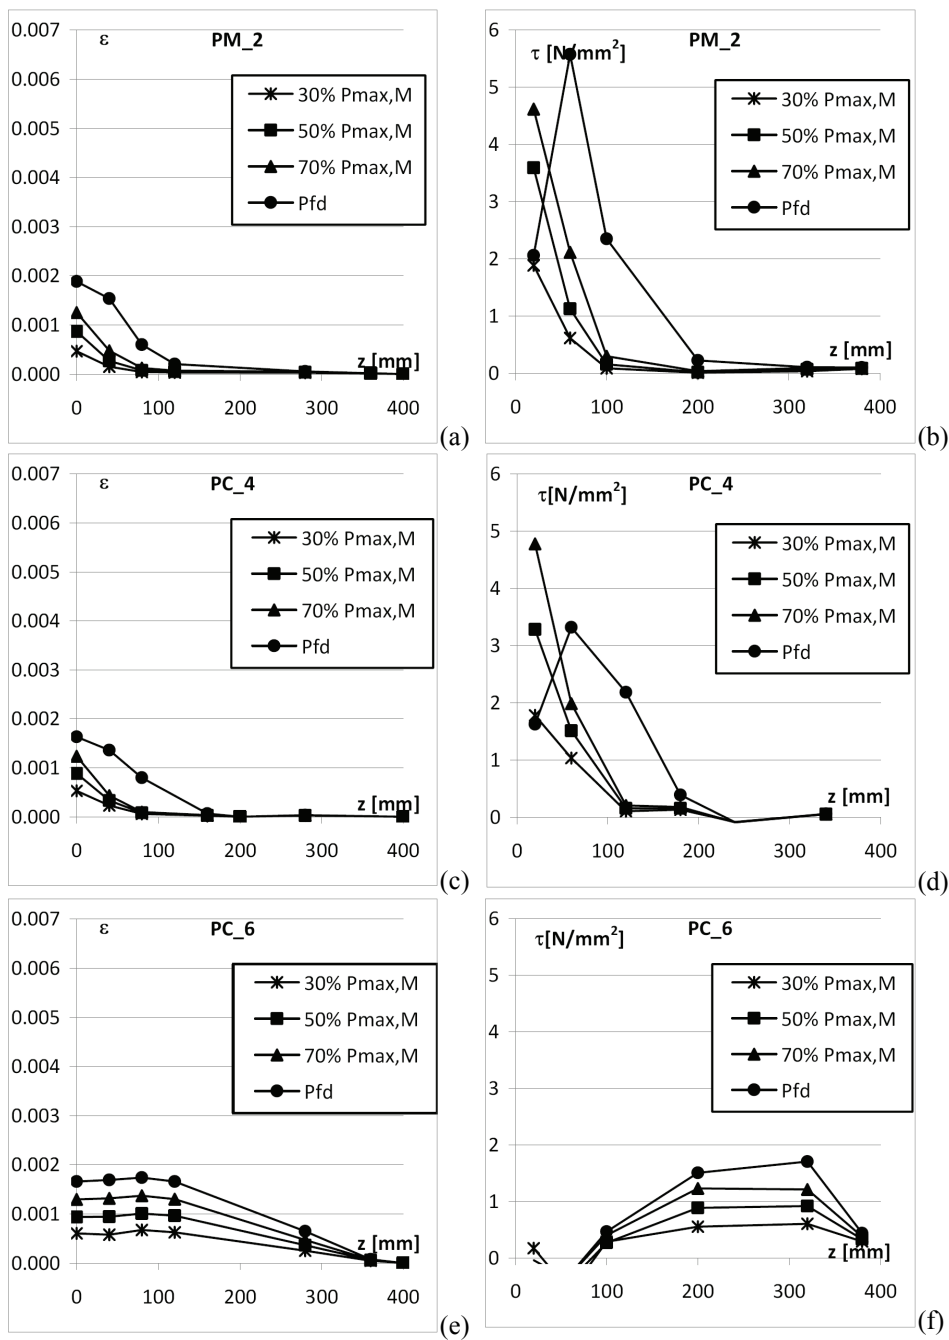 ε PM_2
0.007
0.006
0.005
0.004
0.003
0.002
0.001
0.000
30% Pmax,M
50% Pmax,M
70% Pmax,M
Pfd
z [mm]
0 100 200 300 400
(a)
τ [N/mm²] PM_2
6
5
4
3
2
1
0
30% Pmax,M
50% Pmax,M
70% Pmax,M
Pfd
z [mm]
0 100 200 300 400
(b)
ε PC_4
0.007
0.006
0.005
0.004
0.003
0.002
0.001
0.000
30% Pmax,M
50% Pmax,M
70% Pmax,M
Pfd
z [mm]
0 100 200 300 400
(c)
τ[N/mm²] PC_4
6
5
4
3
2
1
0
30% Pmax,M
50% Pmax,M
70% Pmax,M
Pfd
z [mm]
0 100 200 300 400
(d)
ε PC_6
0.007
0.006
0.005
0.004
0.003
0.002
0.001
0.000
30% Pmax,M
50% Pmax,M
70% Pmax,M
Pfd
z [mm]
0 100 200 300 400
(e)
τ[N/mm²] PC_6
6
5
4
3
2
1
0
30% Pmax,M
50% Pmax,M
70% Pmax,M
Pfd
z [mm]
0 100 200 300 400
(f)